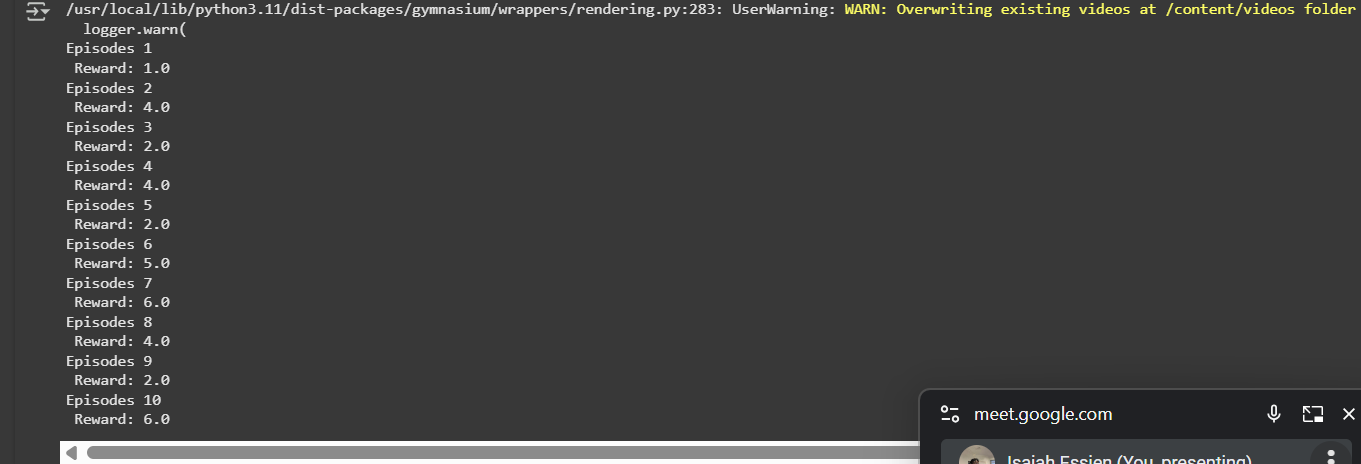 /usr/local/lib/python3.11/dist-packages/gymnasium/wrappers/rendering.py:283: UserWarning: WARN: Overwriting existing videos at /content/videos folder
logger.warn(
Episodes 1
Reward: 1.0
Episodes 2
Reward: 4.0
Episodes 3
Reward: 2.0
Episodes 4
Reward: 4.0
Episodes 5
Reward: 2.0
Episodes 6
Reward: 5.0
Episodes 7
Reward: 6.0
Episodes 8
Reward: 4.0
Episodes 9
Reward: 2.0
Episodes 10
Reward: 6.0
meet.google.com
Isaiah Essien (You, presenting)